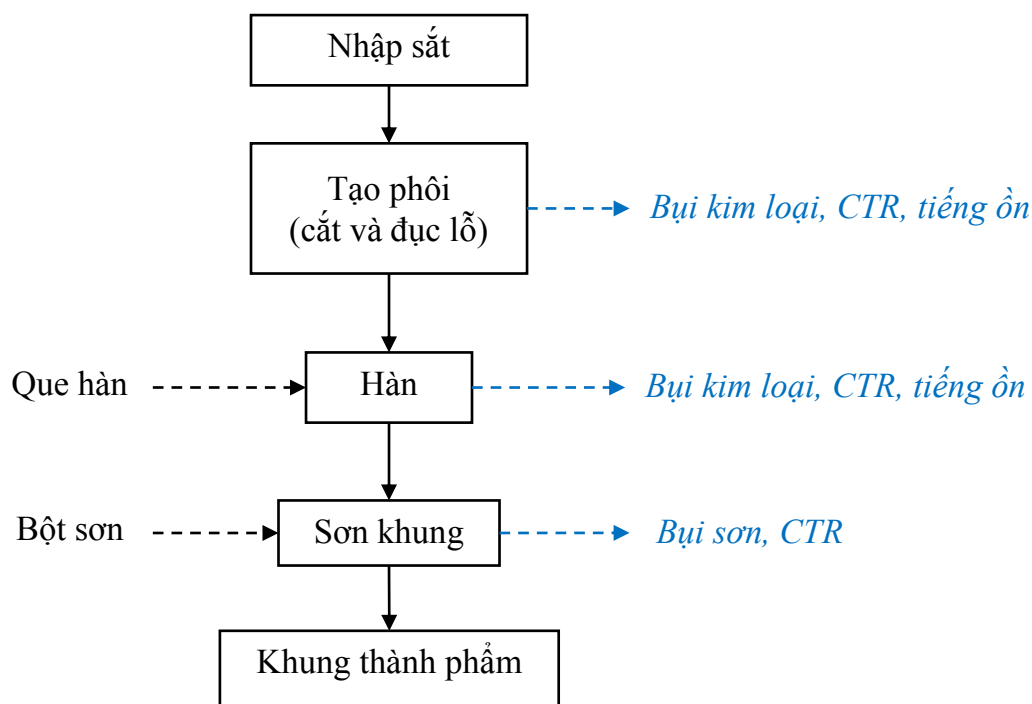 Nhập sắt
Tạo phôi
(cắt và đục lỗ)
Bụi kim loại, CTR, tiếng ồn
Que hàn
Hàn
Bụi kim loại, CTR, tiếng ồn
Bột sơn
Sơn khung
Bụi sơn, CTR
Khung thành phẩm